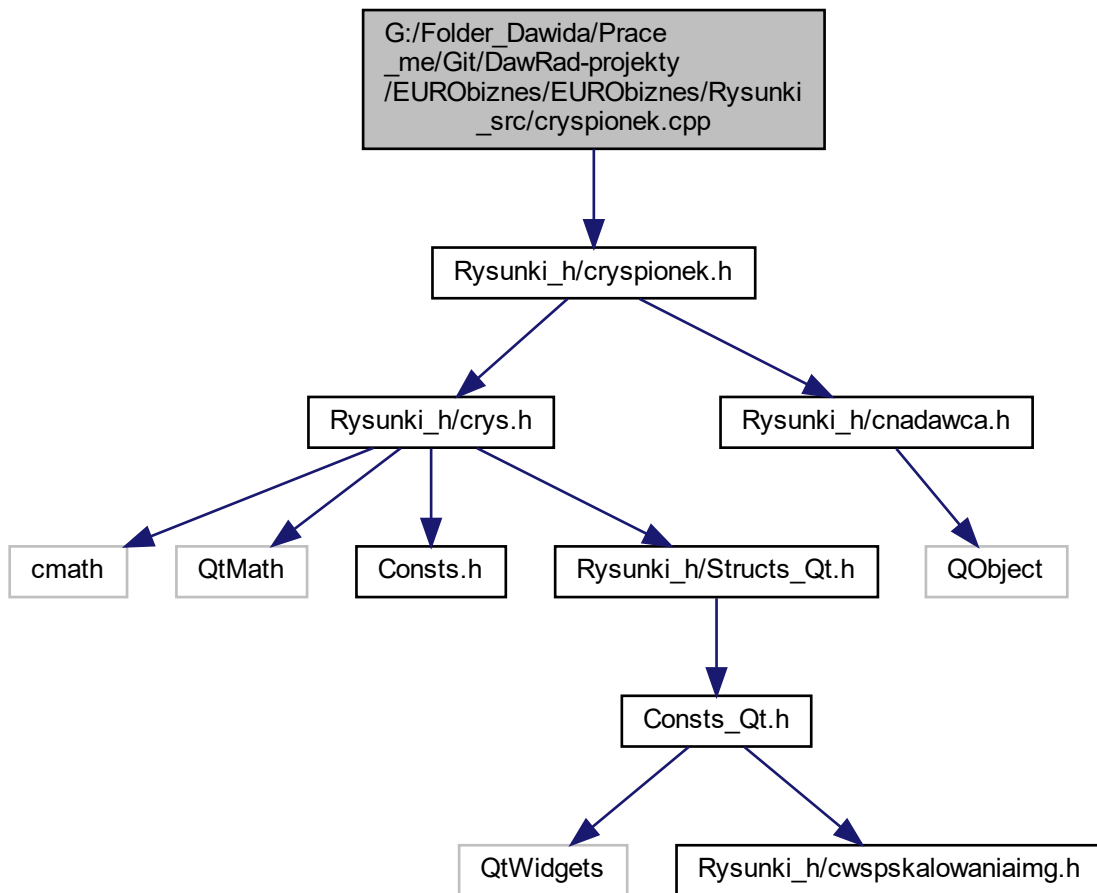 G:/Folder_Dawida/Prace
_me/Git/DawRad-projekty
/EURObiznes/EURObiznes/Rysunki
_src/cryspionek.cpp
Rysunki_h/cryspionek.h
Rysunki_h/crys.h
Rysunki_h/cnadawca.h
cmath
QtMath
Consts.h
Rysunki_h/Structs_Qt.h
QObject
Consts_Qt.h
QtWidgets
Rysunki_h/cwspskalowaniaimg.h